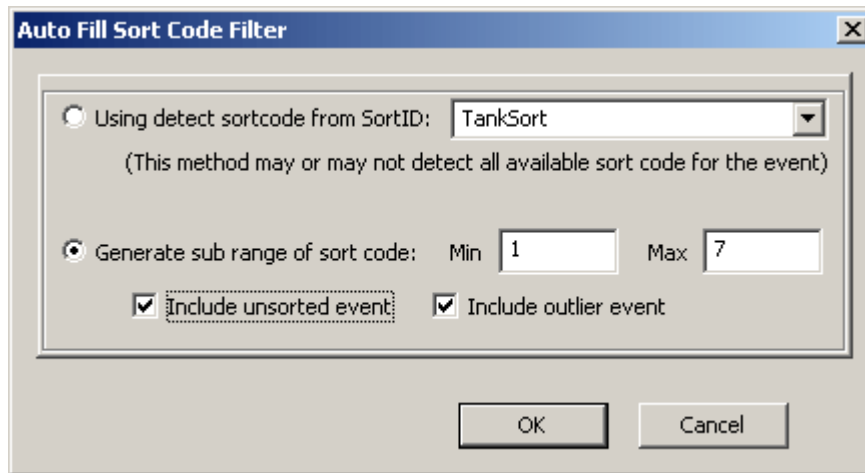 Auto Fill Sort Code Filter
Using detect sortcode from SortID: TankSort
(This method may or may not detect all available sort code for the event)
Generate sub range of sort code: Min 1 Max 7
Include unsorted event Include outlier event
OK Cancel